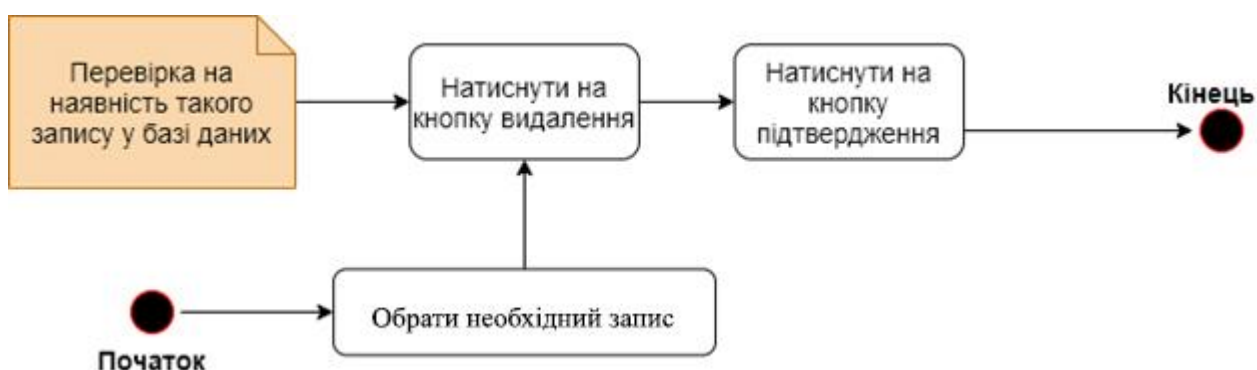 Перевірка на
наявність такого
запису у базі даних
Натиснути на
кнопку видалення
Натиснути на
кнопку
підтвердження
Кінець
Обрати необхідний запис
Початок